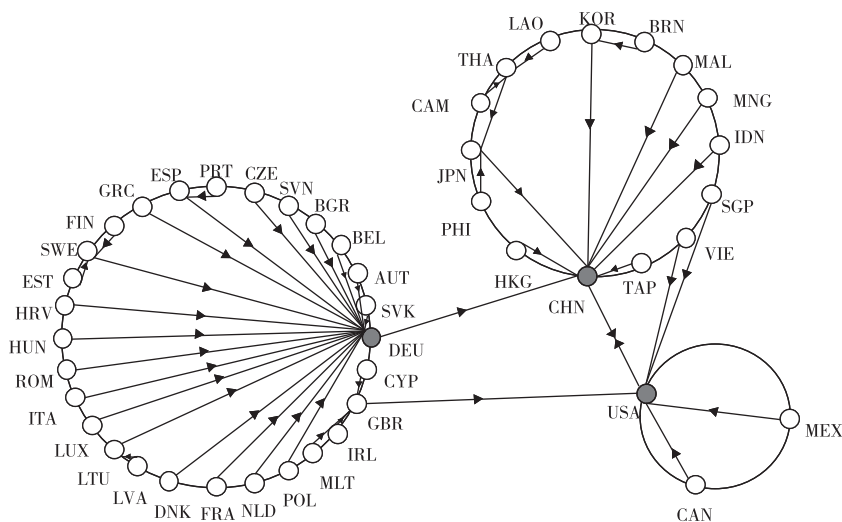 LAO
KOR
BRN
THA
MAL
CAM
MNG
IDN
JPN
SGP
PHI
VIE
HKG
TAP
CHN
ESP
PRT
CZE
GRC
SVN
BGR
FIN
BEL
SWE
AUT
EST
SVK
HRV
DEU
HUN
CYP
ROM
GBR
ITA
IRL
LUX
MLT
LTU
POL
LVA
NLD
DNK
FRA
USA
MEX
CAN